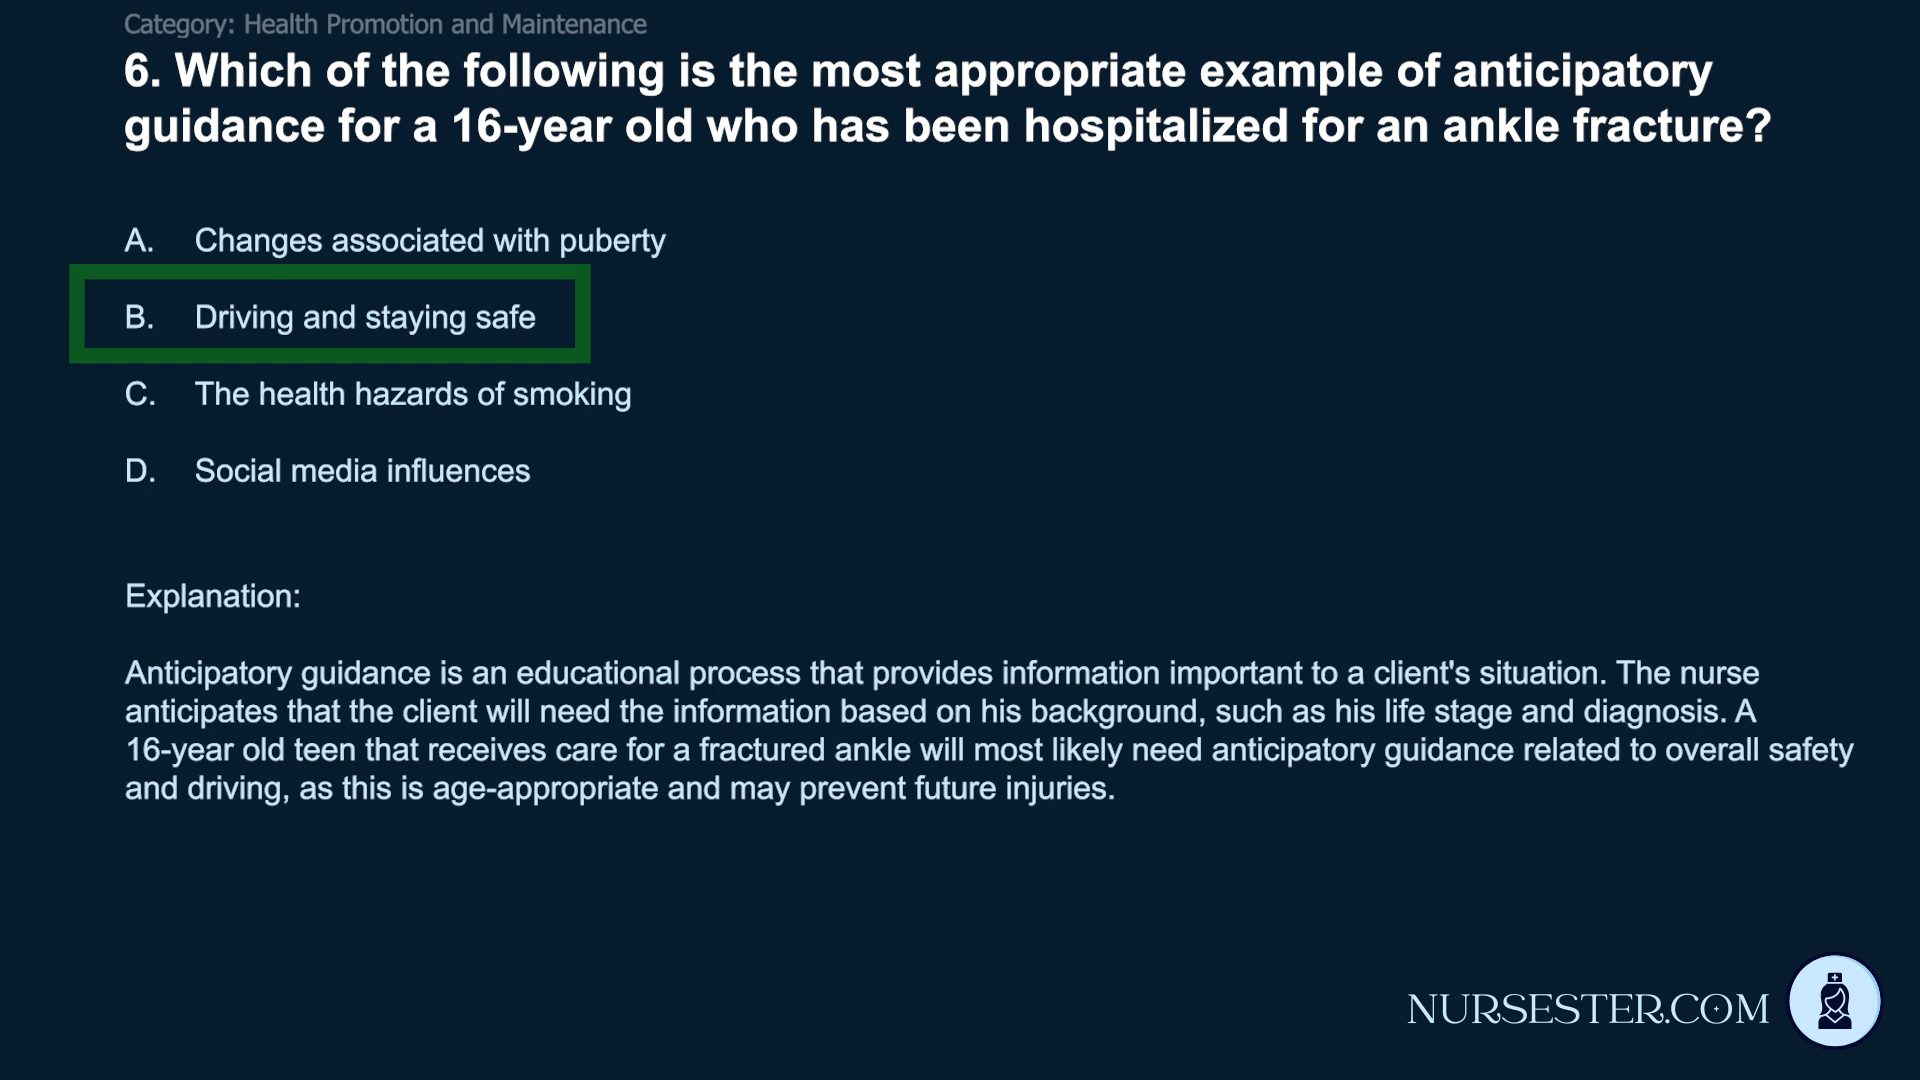 Category: Health Promotion and Maintenance
6. Which of the following is the most appropriate example of anticipatory
guidance for a 16-year old who has been hospitalized for an ankle fracture?
A. Changes associated with puberty
B. Driving and staying safe
C. The health hazards of smoking
D. Social media influences
Explanation:
Anticipatory guidance is an educational process that provides information important to a client's situation. The nurse
anticipates that the client will need the information based on his background, such as his life stage and diagnosis. A
16-year old teen that receives care for a fractured ankle will most likely need anticipatory guidance related to overall safety
and driving, as this is age-appropriate and may prevent future injuries.
NURSESTER.COM